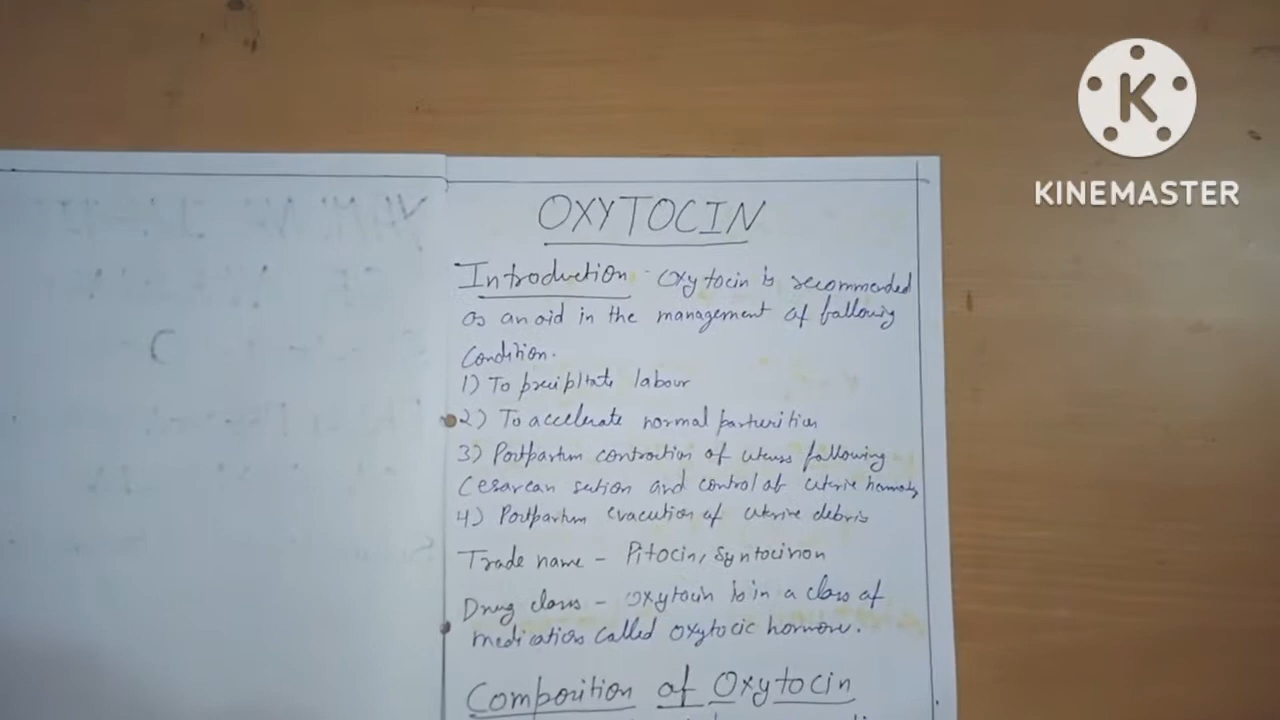 K
KINEMASTER
OXYTOCIN
Introduction - Oxytocin is recommended
as an aid in the management of following
Condition.
1) To precipitate labour
2) To accelerate normal parturition
3) Postpartum contraction of uterus following
Cesarean section and control of uterine
4) Postpartum evacution of uterine debris
Trade name - Pitocin, Syntocinon
Drug class - Oxytocin is in a class of
medications called oxytocic hormone.
Composition of Oxytocin